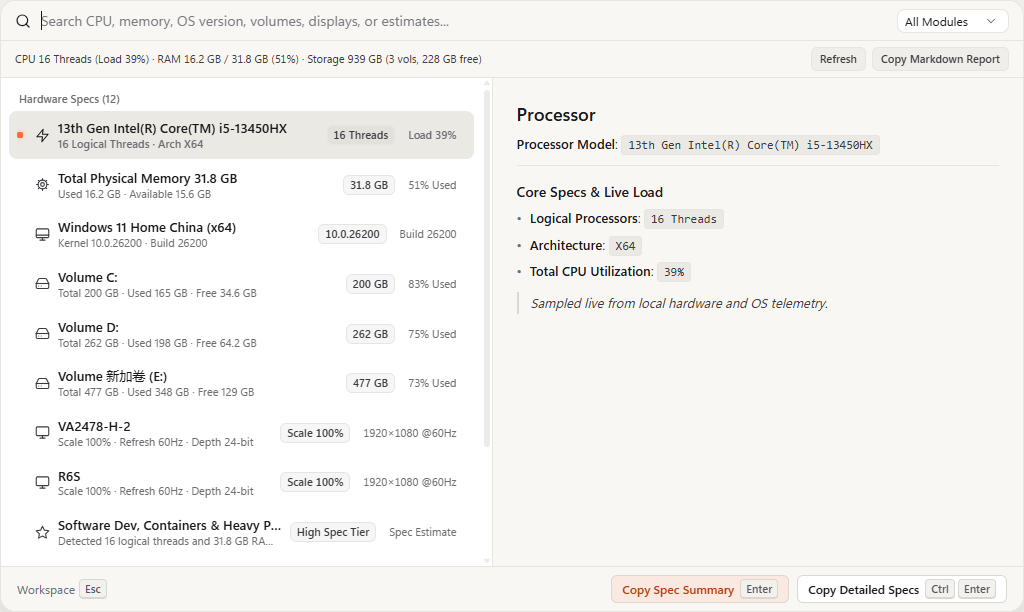 Search CPU, memory, OS version, volumes, displays, or estimates...
All Modules
CPU 16 Threads (Load 39%) · RAM 16.2 GB / 31.8 GB (51%) · Storage 939 GB (3 vols, 228 GB free)
Refresh
Copy Markdown Report
Hardware Specs (12)
13th Gen Intel(R) Core(TM) i5-13450HX
16 Logical Threads · Arch X64
16 Threads
Load 39%
Total Physical Memory 31.8 GB
Used 16.2 GB · Available 15.6 GB
31.8 GB
51% Used
Windows 11 Home China (x64)
Kernel 10.0.26200 · Build 26200
10.0.26200
Build 26200
Volume C:
Total 200 GB · Used 165 GB · Free 34.6 GB
200 GB
83% Used
Volume D:
Total 262 GB · Used 198 GB · Free 64.2 GB
262 GB
75% Used
Volume 新加卷 (E:)
Total 477 GB · Used 348 GB · Free 129 GB
477 GB
73% Used
VA2478-H-2
Scale 100% · Refresh 60Hz · Depth 24-bit
Scale 100%
1920×1080 @60Hz
R6S
Scale 100% · Refresh 60Hz · Depth 24-bit
Scale 100%
1920×1080 @60Hz
Software Dev, Containers & Heavy P...
Detected 16 logical threads and 31.8 GB RA...
High Spec Tier
Spec Estimate
Processor
Processor Model: 13th Gen Intel(R) Core(TM) i5-13450HX
Core Specs & Live Load
• Logical Processors: 16 Threads
• Architecture: X64
• Total CPU Utilization: 39%
Sampled live from local hardware and OS telemetry.
Workspace Esc
Copy Spec Summary Enter
Copy Detailed Specs Ctrl Enter